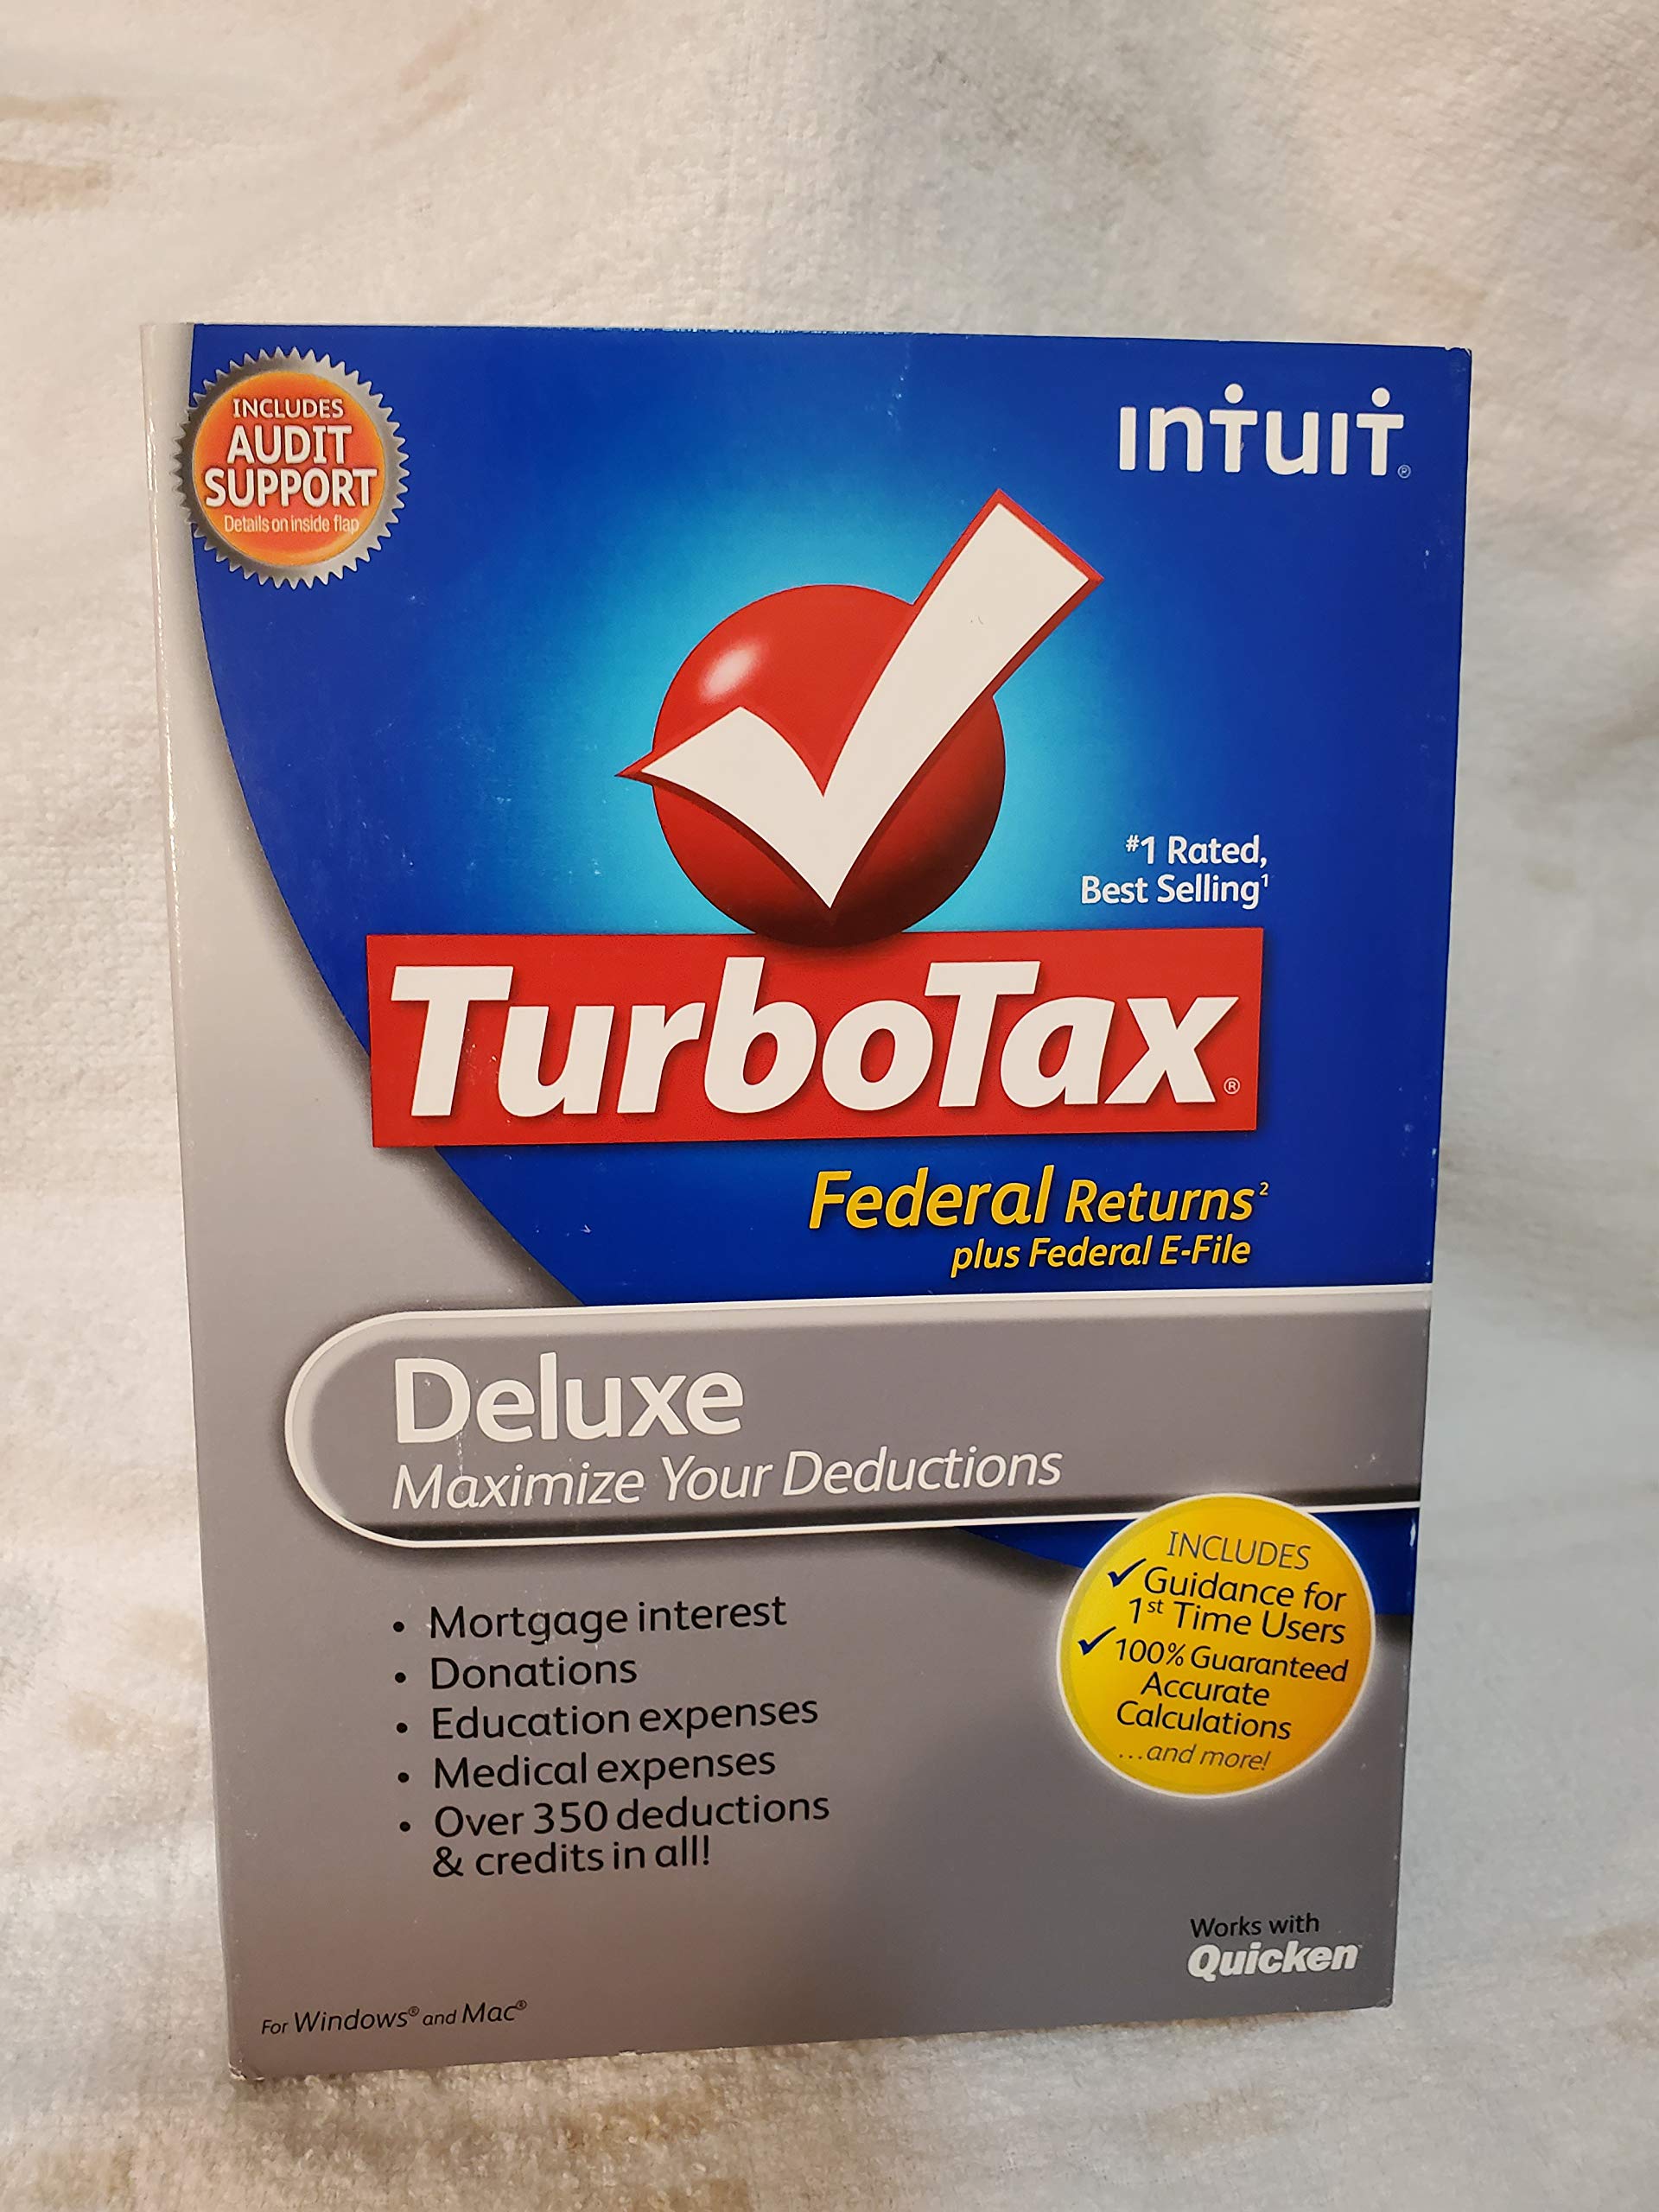 INCLUDES
AUDIT
SUPPORT
Details on inside flap
intuit®
#1 Rated,
Best Selling¹
TurboTax®
Federal Returns²
plus Federal E-File
Deluxe
Maximize Your Deductions
• Mortgage interest
• Donations
• Education expenses
• Medical expenses
• Over 350 deductions
& credits in all!
INCLUDES
✓ Guidance for
1st Time Users
✓ 100% Guaranteed
Accurate
Calculations
...and more!
Works with
Quicken
For Windows® and Mac®